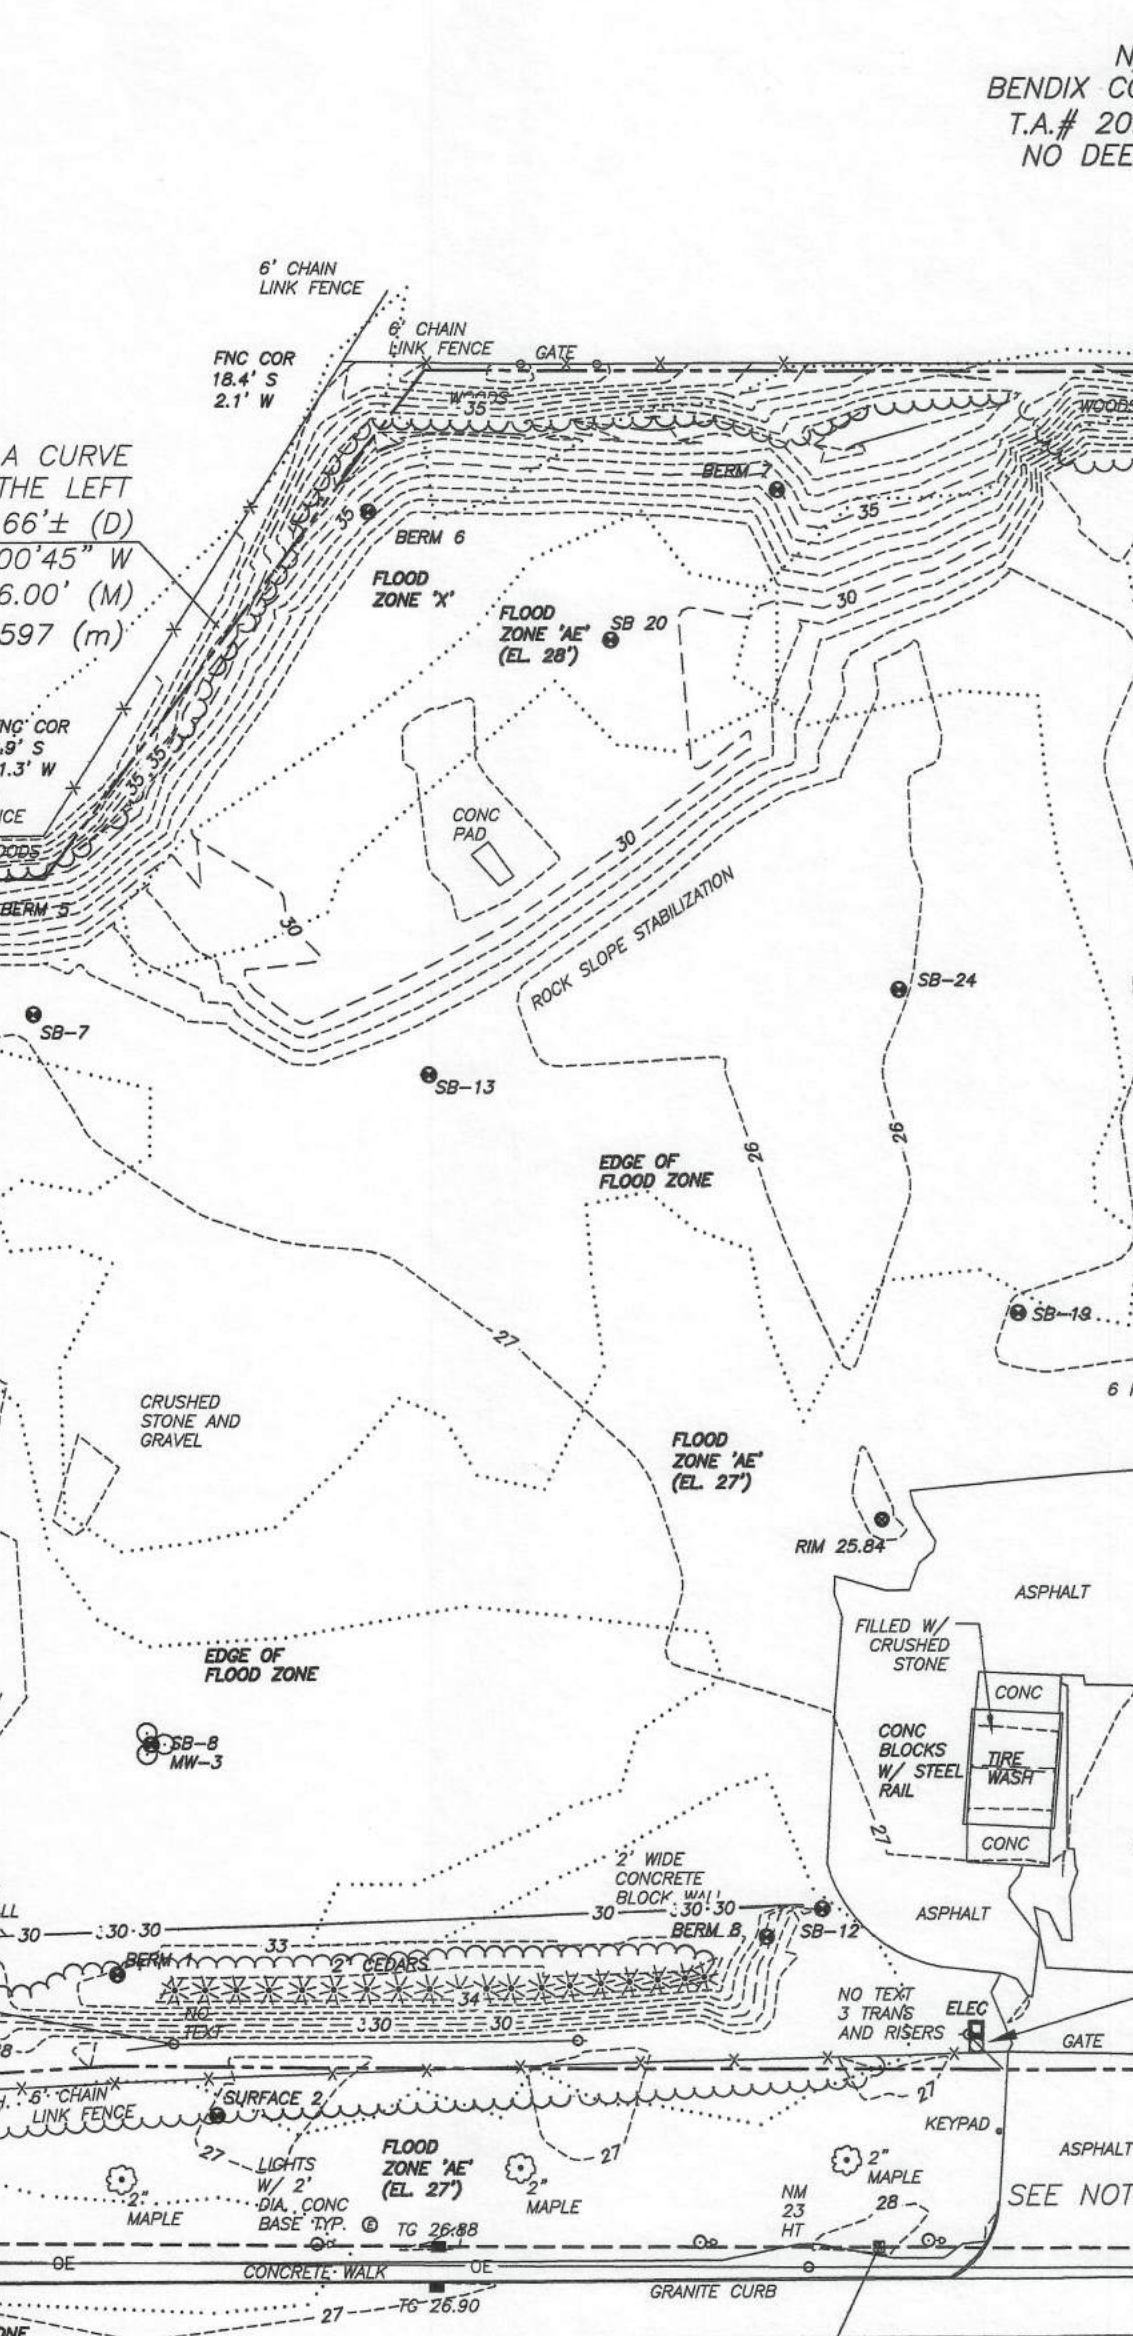 BENDIX
T.A.#
NO
6' CHAIN
LINK FENCE
6' CHAIN
LINK FENCE
GATE
FNC COR
18.4' S
2.1' W
WOODS
35
WOODS
A CURVE
THE LEFT
66'± (D)
00'45" W
6.00' (M)
597 (m)
BERM 7
35
35
BERM 6
FLOOD
ZONE 'X'
FLOOD
ZONE 'AE'
(EL. 28')
SB 20
30
COR
9' S
1.3' W
35
35
CONC
PAD
30
BERM 5
30
ROCK SLOPE STABILIZATION
SB-24
SB-7
SB-13
26
26
EDGE OF
FLOOD ZONE
SB-19
27
6
CRUSHED
STONE AND
GRAVEL
FLOOD
ZONE 'AE'
(EL. 27')
RIM 25.84
ASPHALT
FILLED W/
CRUSHED
STONE
EDGE OF
FLOOD ZONE
CONC
SB-8
MW-3
CONC
BLOCKS
W/ STEEL
RAIL
TIRE
WASH
27
CONC
2' WIDE
CONCRETE
BLOCK WALL
30
30·30
30
30·30
33
BERM 8
SB-12
ASPHALT
BERM 1
2" CEDARS
34
NO
TEXT
30
30
NO TEXT
3 TRANS
AND RISERS
ELEC
GATE
6' CHAIN
LINK FENCE
SURFACE 2
27
27
27
KEYPAD
ASPHALT
LIGHTS
W/ 2'
DIA. CONC
BASE TYP.
FLOOD
ZONE 'AE'
(EL. 27')
2"
MAPLE
2"
MAPLE
2"
MAPLE
NM
23
HT
28
SEE
TG 26.88
OE
CONCRETE WALK
OE
GRANITE CURB
27
TG 26.90